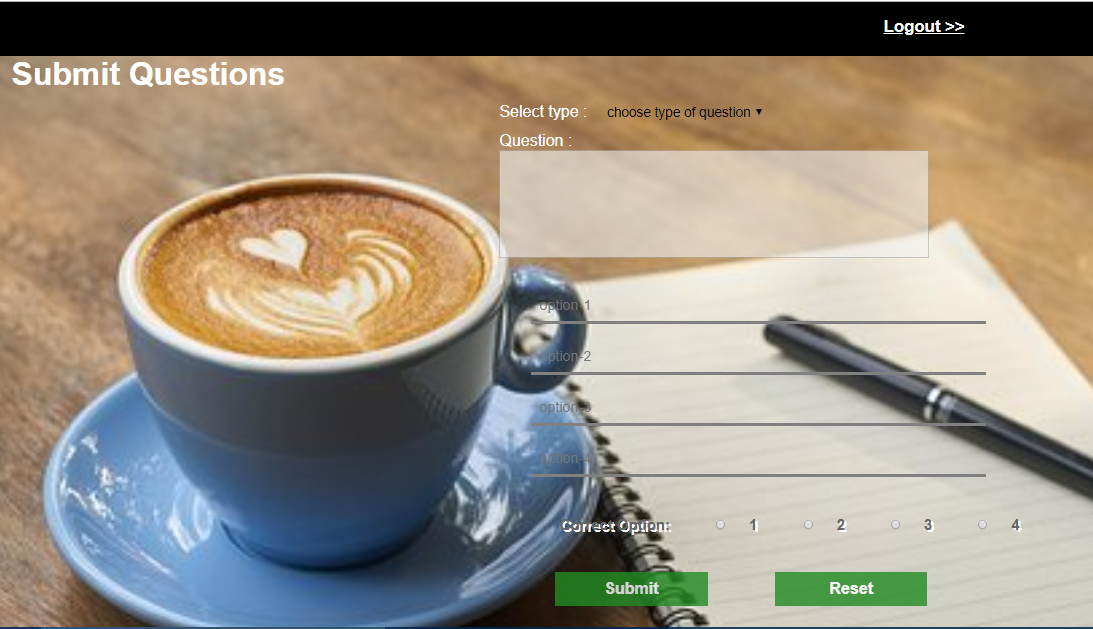 Logout >>
Submit Questions
Select type : choose type of question ▾
Question :
option-1
option-2
option-3
option-4
Correct Option: 1 2 3 4
Submit Reset